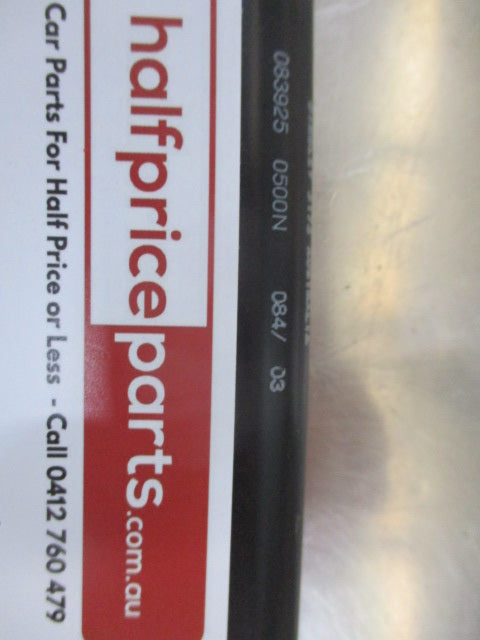 083925 0500N 084/ 03
halfpriceparts.com.au
Car Parts For Half Price or Less - Call 0412 760 479